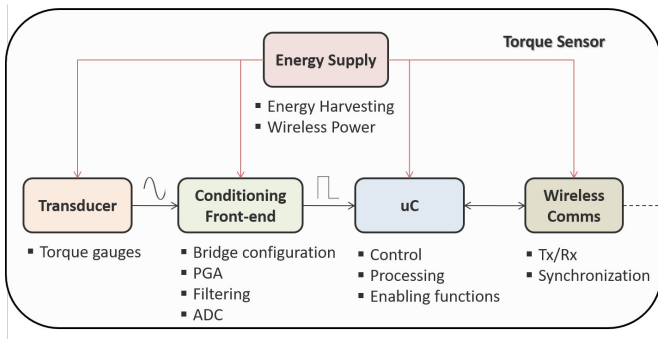 Torque Sensor
Energy Supply
▪ Energy Harvesting
▪ Wireless Power
Transducer
▪ Torque gauges
Conditioning
Front-end
▪ Bridge configuration
▪ PGA
▪ Filtering
▪ ADC
uC
▪ Control
▪ Processing
▪ Enabling functions
Wireless
Comms
▪ Tx/Rx
▪ Synchronization